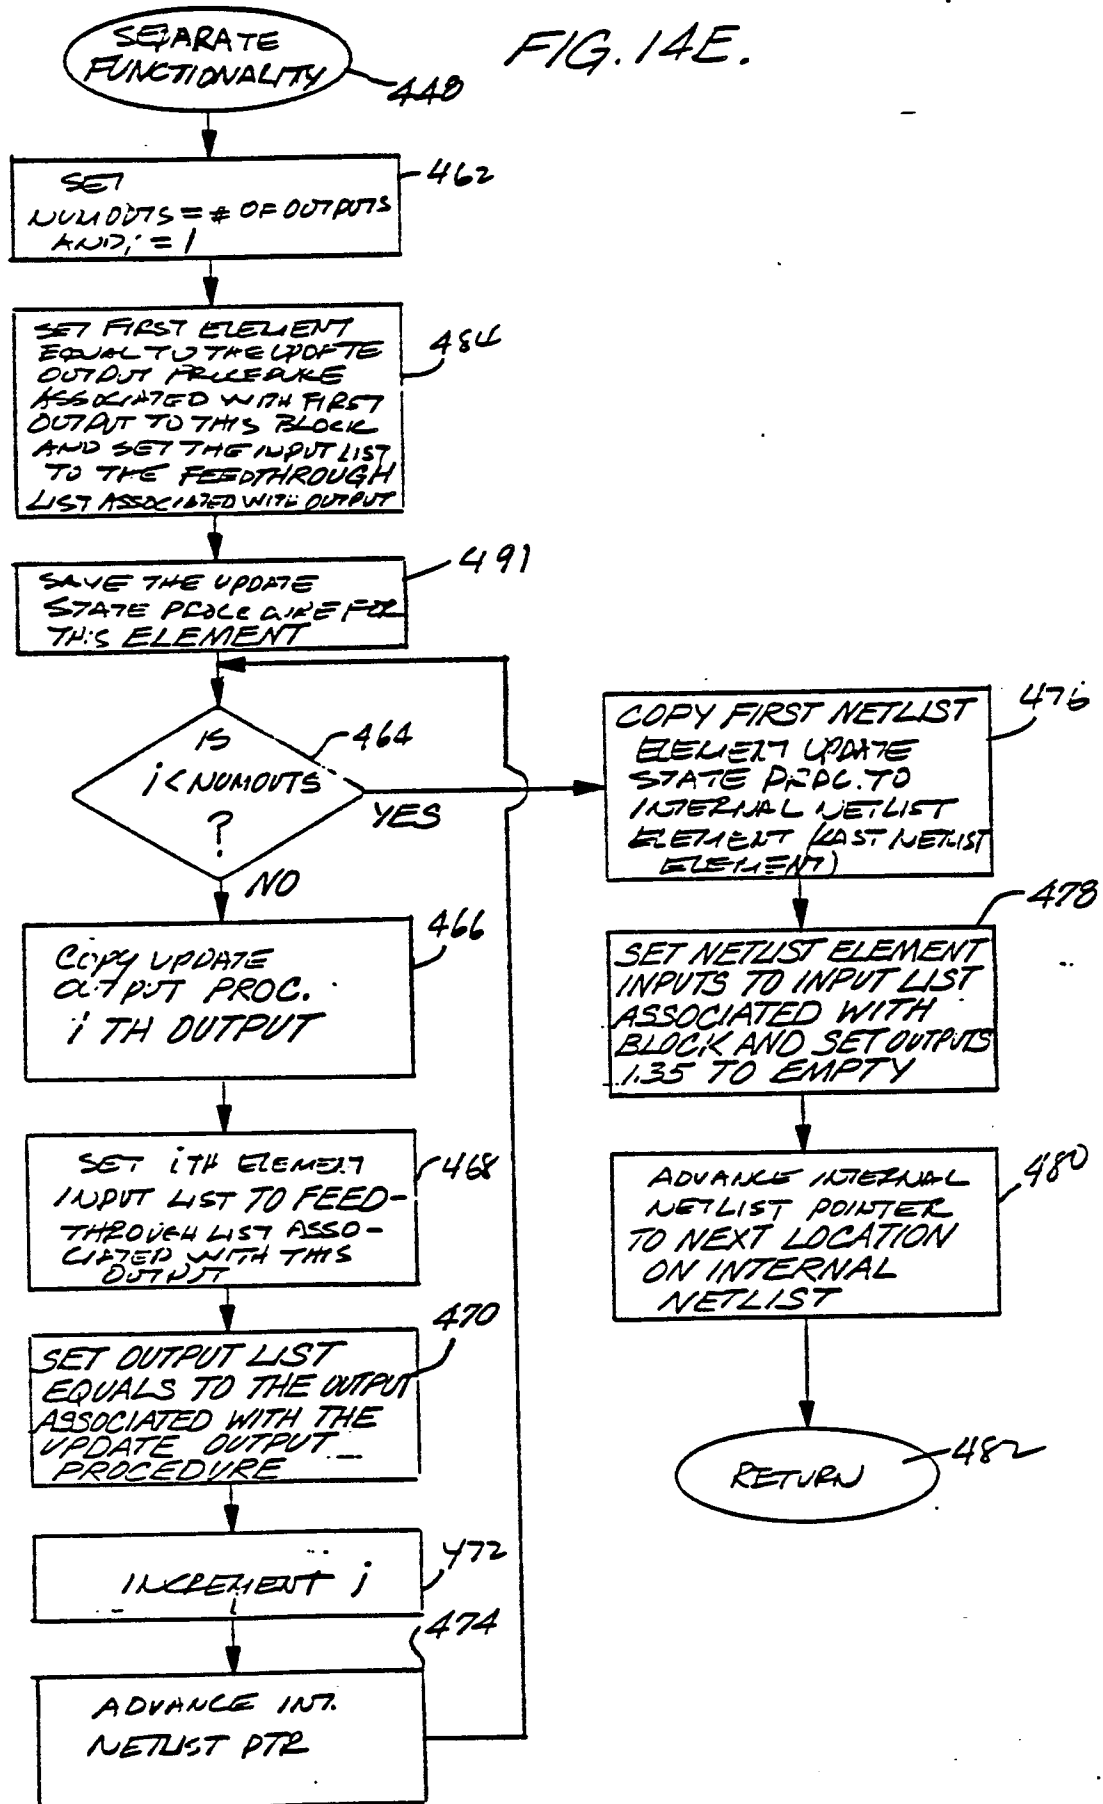 FIG. 14E.
SEPARATE
FUNCTIONALITY
448
SET
NUMOUTS = # OF OUTPUTS
AND i = 1
462
SET FIRST ELEMENT
EQUAL TO THE UPDATE
OUTPUT PROCEDURE
ASSOCIATED WITH FIRST
OUTPUT TO THIS BLOCK
AND SET THE INPUT LIST
TO THE FEEDTHROUGH
LIST ASSOCIATED WITH OUTPUT
484
SAVE THE UPDATE
STATE PROCEDURE FOR
THIS ELEMENT
491
IS
i < NUMOUTS
?
464
YES
NO
COPY UPDATE
OUTPUT PROC.
i TH OUTPUT
466
SET iTH ELEMENT
INPUT LIST TO FEED-
THROUGH LIST ASSO-
CIATED WITH THIS
OUTPUT
468
SET OUTPUT LIST
EQUALS TO THE OUTPUT
ASSOCIATED WITH THE
UPDATE OUTPUT
PROCEDURE
470
INCREMENT i
472
ADVANCE INT.
NETLIST PTR
474
COPY FIRST NETLIST
ELEMENT UPDATE
STATE PROC. TO
INTERNAL NETLIST
ELEMENT (LAST NETLIST
ELEMENT)
476
SET NETLIST ELEMENT
INPUTS TO INPUT LIST
ASSOCIATED WITH
BLOCK AND SET OUTPUTS
1.35 TO EMPTY
478
ADVANCE INTERNAL
NETLIST POINTER
TO NEXT LOCATION
ON INTERNAL
NETLIST
480
RETURN
482